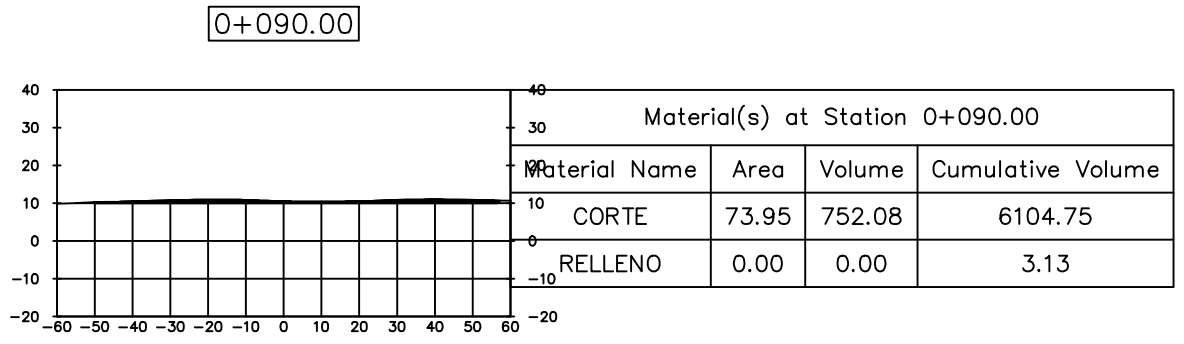 0+090.00
40 40
30 30
20 20
10 10
0 0
-10 -10
-20 -20
-60 -50 -40 -30 -20 -10 0 10 20 30 40 50 60
Material(s) at Station 0+090.00
Material Name Area Volume Cumulative Volume
CORTE 73.95 752.08 6104.75
RELLENO 0.00 0.00 3.13